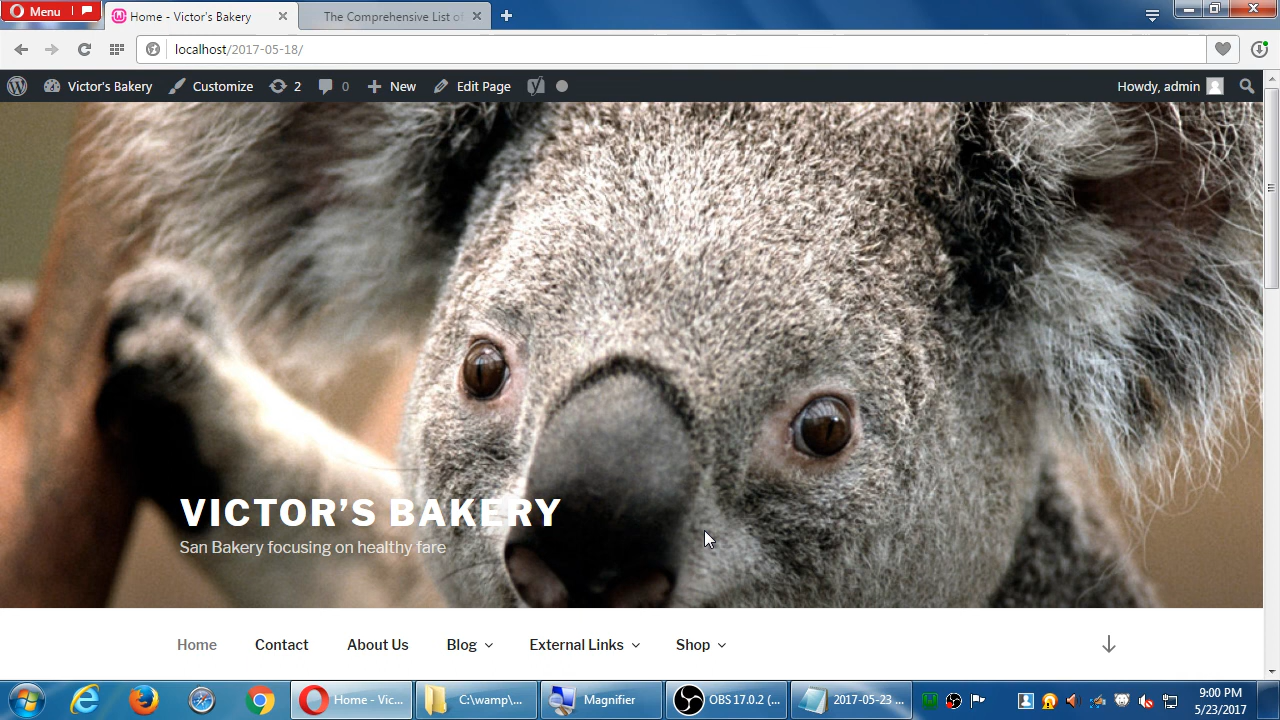 Menu
Home - Victor's Bakery
The Comprehensive List of
localhost/2017-05-18/
Victor's Bakery
Customize
2
0
New
Edit Page
Howdy, admin
VICTOR'S BAKERY
San Bakery focusing on healthy fare
Home
Contact
About Us
Blog
External Links
Shop
Home - Vic...
C:\wamp\...
Magnifier
OBS 17.0.2 (...
2017-05-23 ...
9:00 PM
5/23/2017